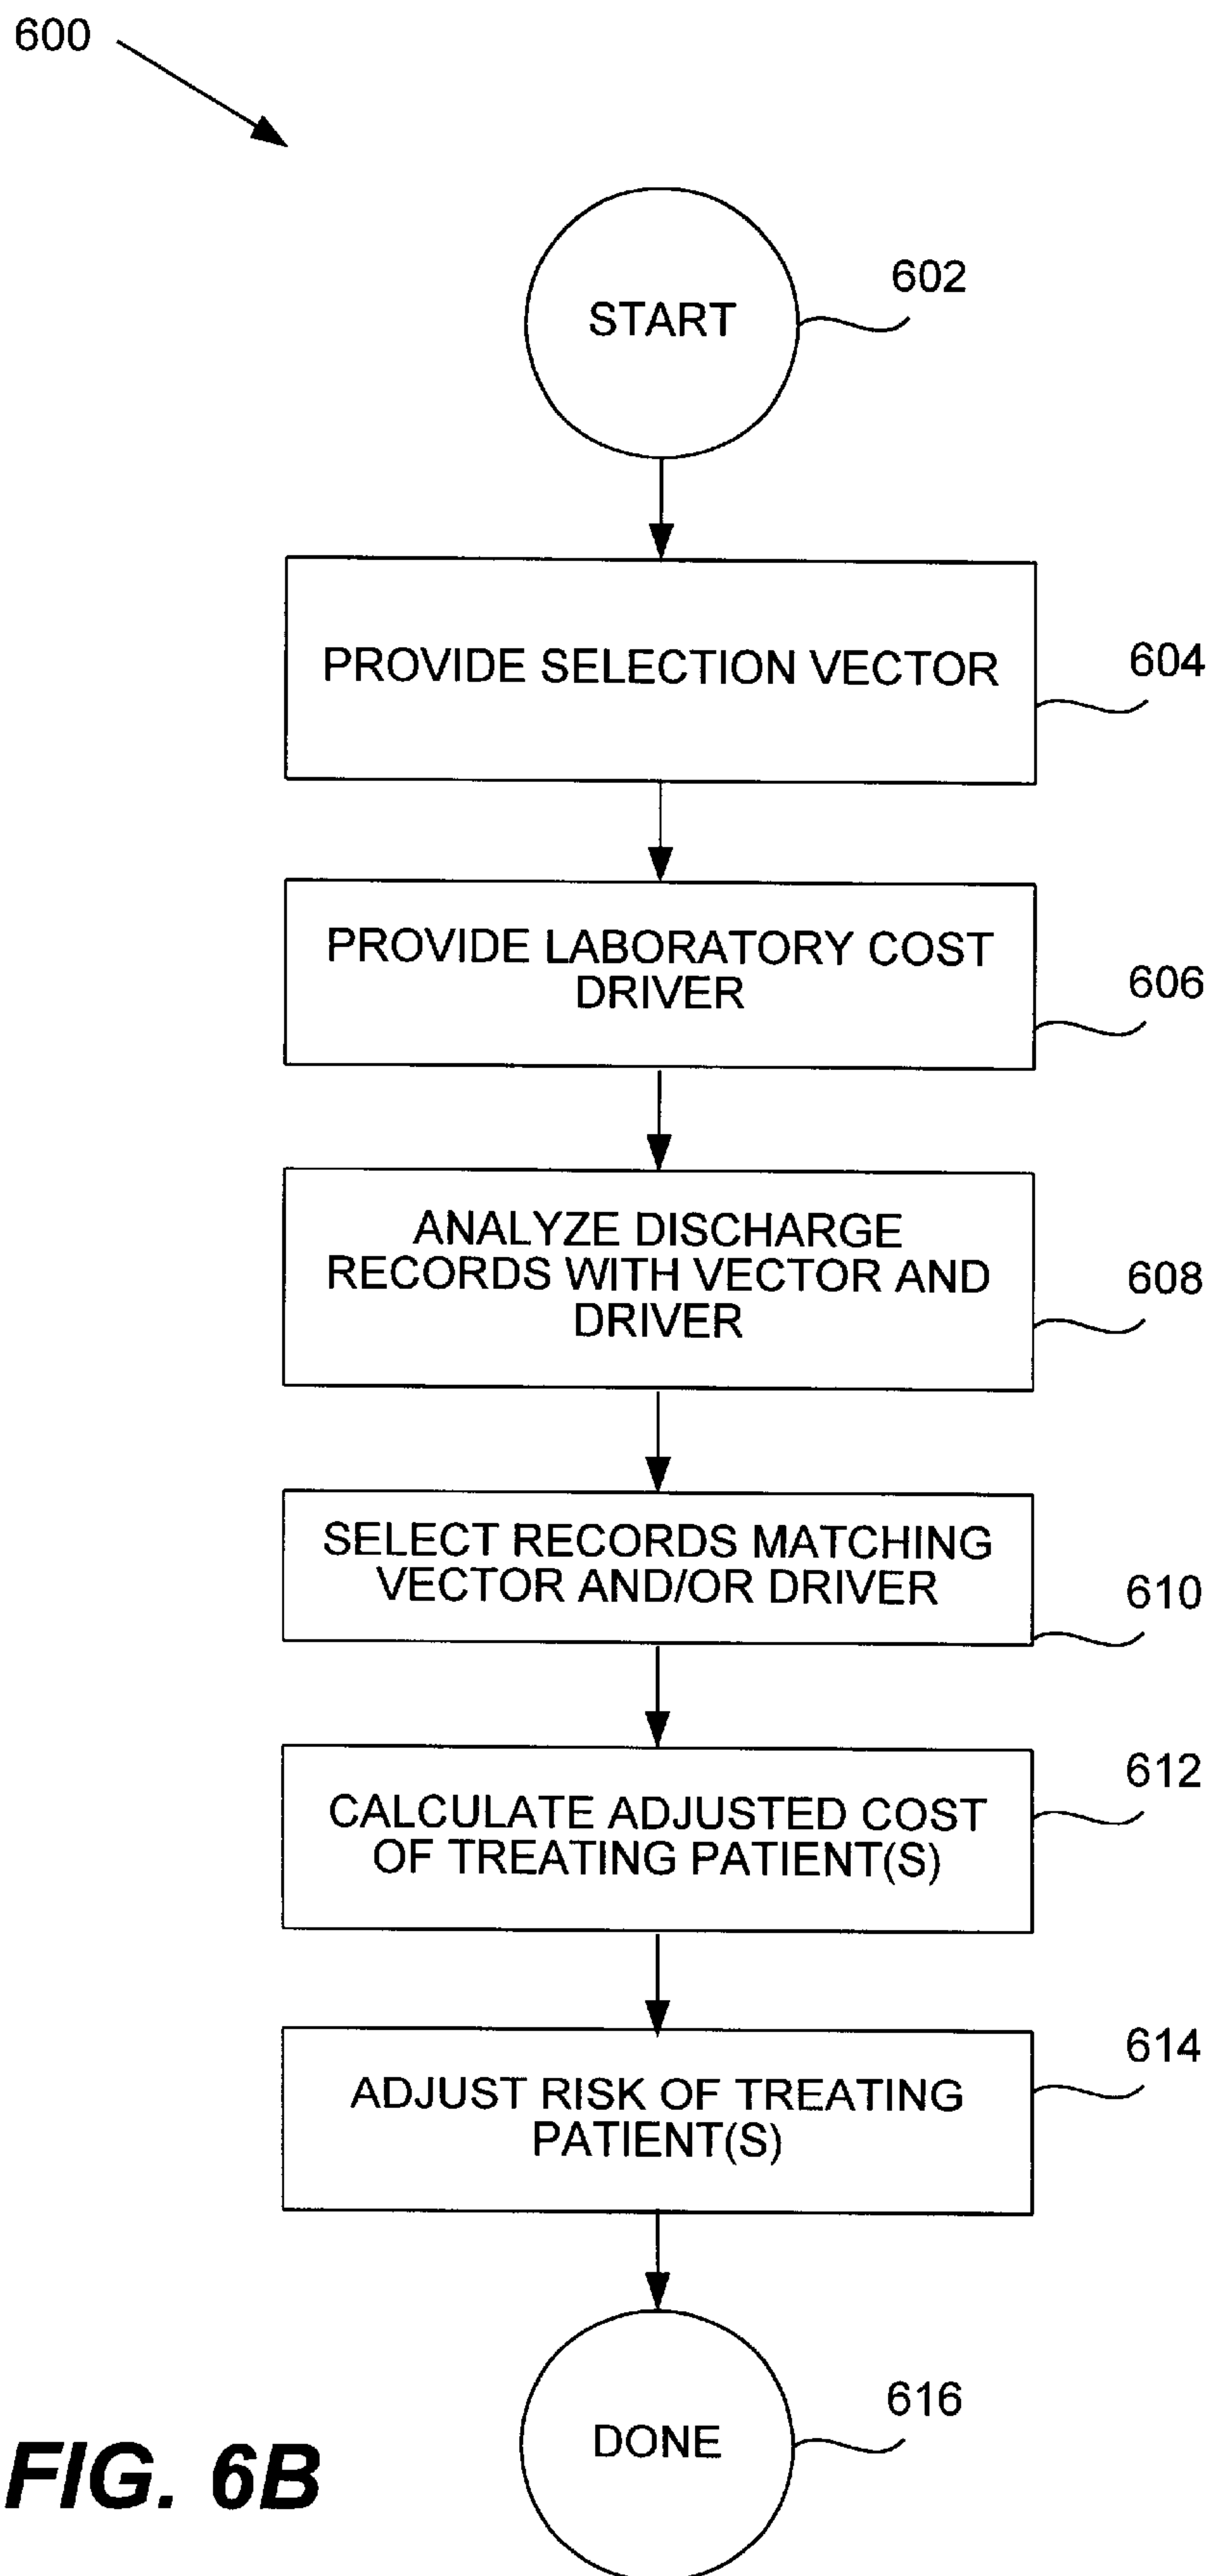 600
START
602
PROVIDE SELECTION VECTOR
604
PROVIDE LABORATORY COST
DRIVER
606
ANALYZE DISCHARGE
RECORDS WITH VECTOR AND
DRIVER
608
SELECT RECORDS MATCHING
VECTOR AND/OR DRIVER
610
CALCULATE ADJUSTED COST
OF TREATING PATIENT(S)
612
ADJUST RISK OF TREATING
PATIENT(S)
614
DONE
616
FIG. 6B